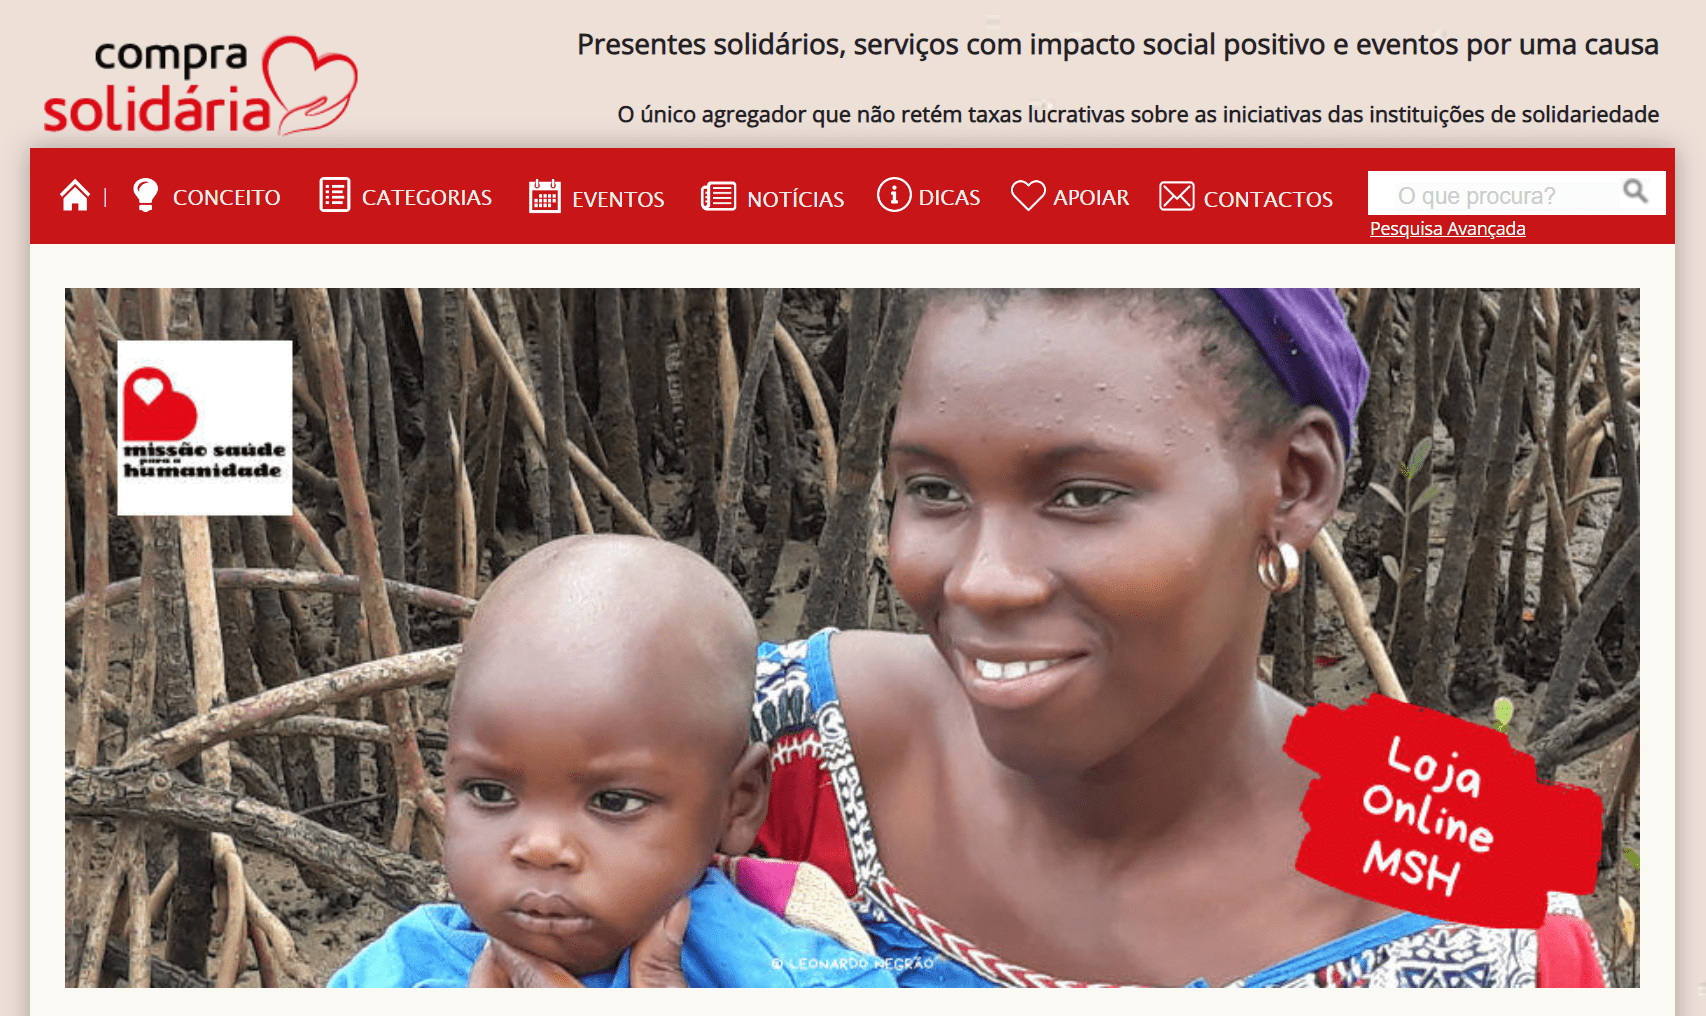 compra
solidária
Presentes solidários, serviços com impacto social positivo e eventos por uma causa
O único agregador que não retém taxas lucrativas sobre as iniciativas das instituições de solidariedade
CONCEITO
CATEGORIAS
EVENTOS
NOTÍCIAS
DICAS
APOIAR
CONTACTOS
O que procura?
Pesquisa Avançada
missão saúde
para a
humanidade
Loja
Online
MSH
© LEONARDO NEGRÃO